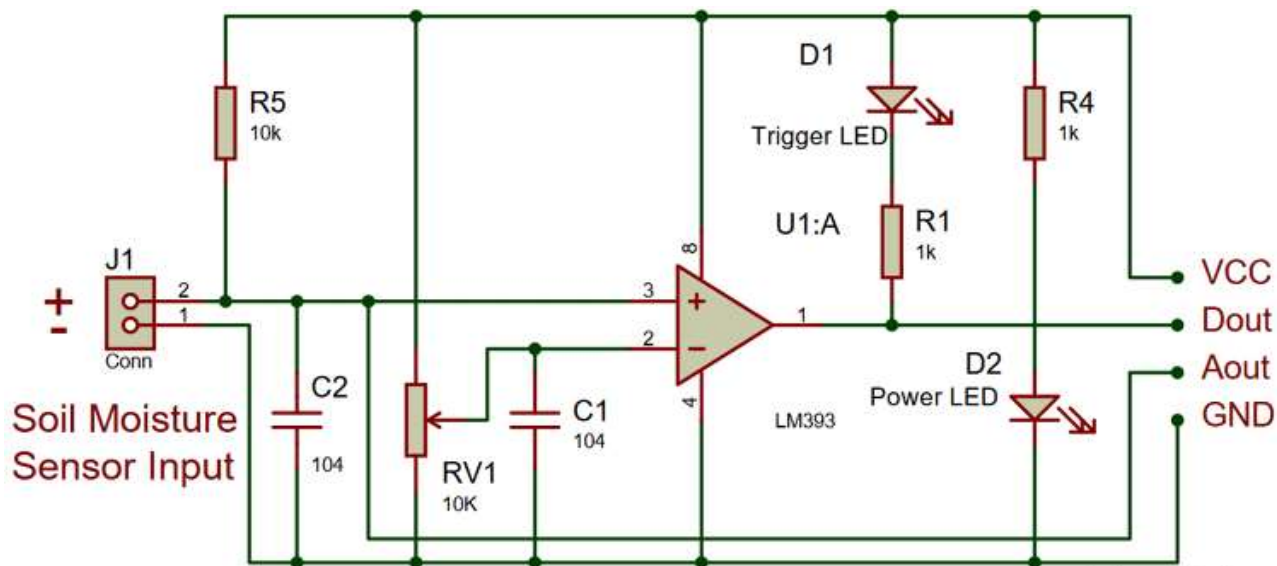 D1
R5
10k
R4
1k
Trigger LED
U1:A
R1
1k
8
J1
2
1
+
-
Conn
3
+
2
−
1
4
LM393
VCC
Dout
Aout
GND
D2
Power LED
C2
104
C1
104
RV1
10K
Soil Moisture
Sensor Input